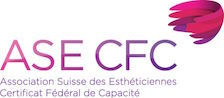 ASE CFC
Association Suisse des Esthéticiennes
Certificat Fédéral de Capacité